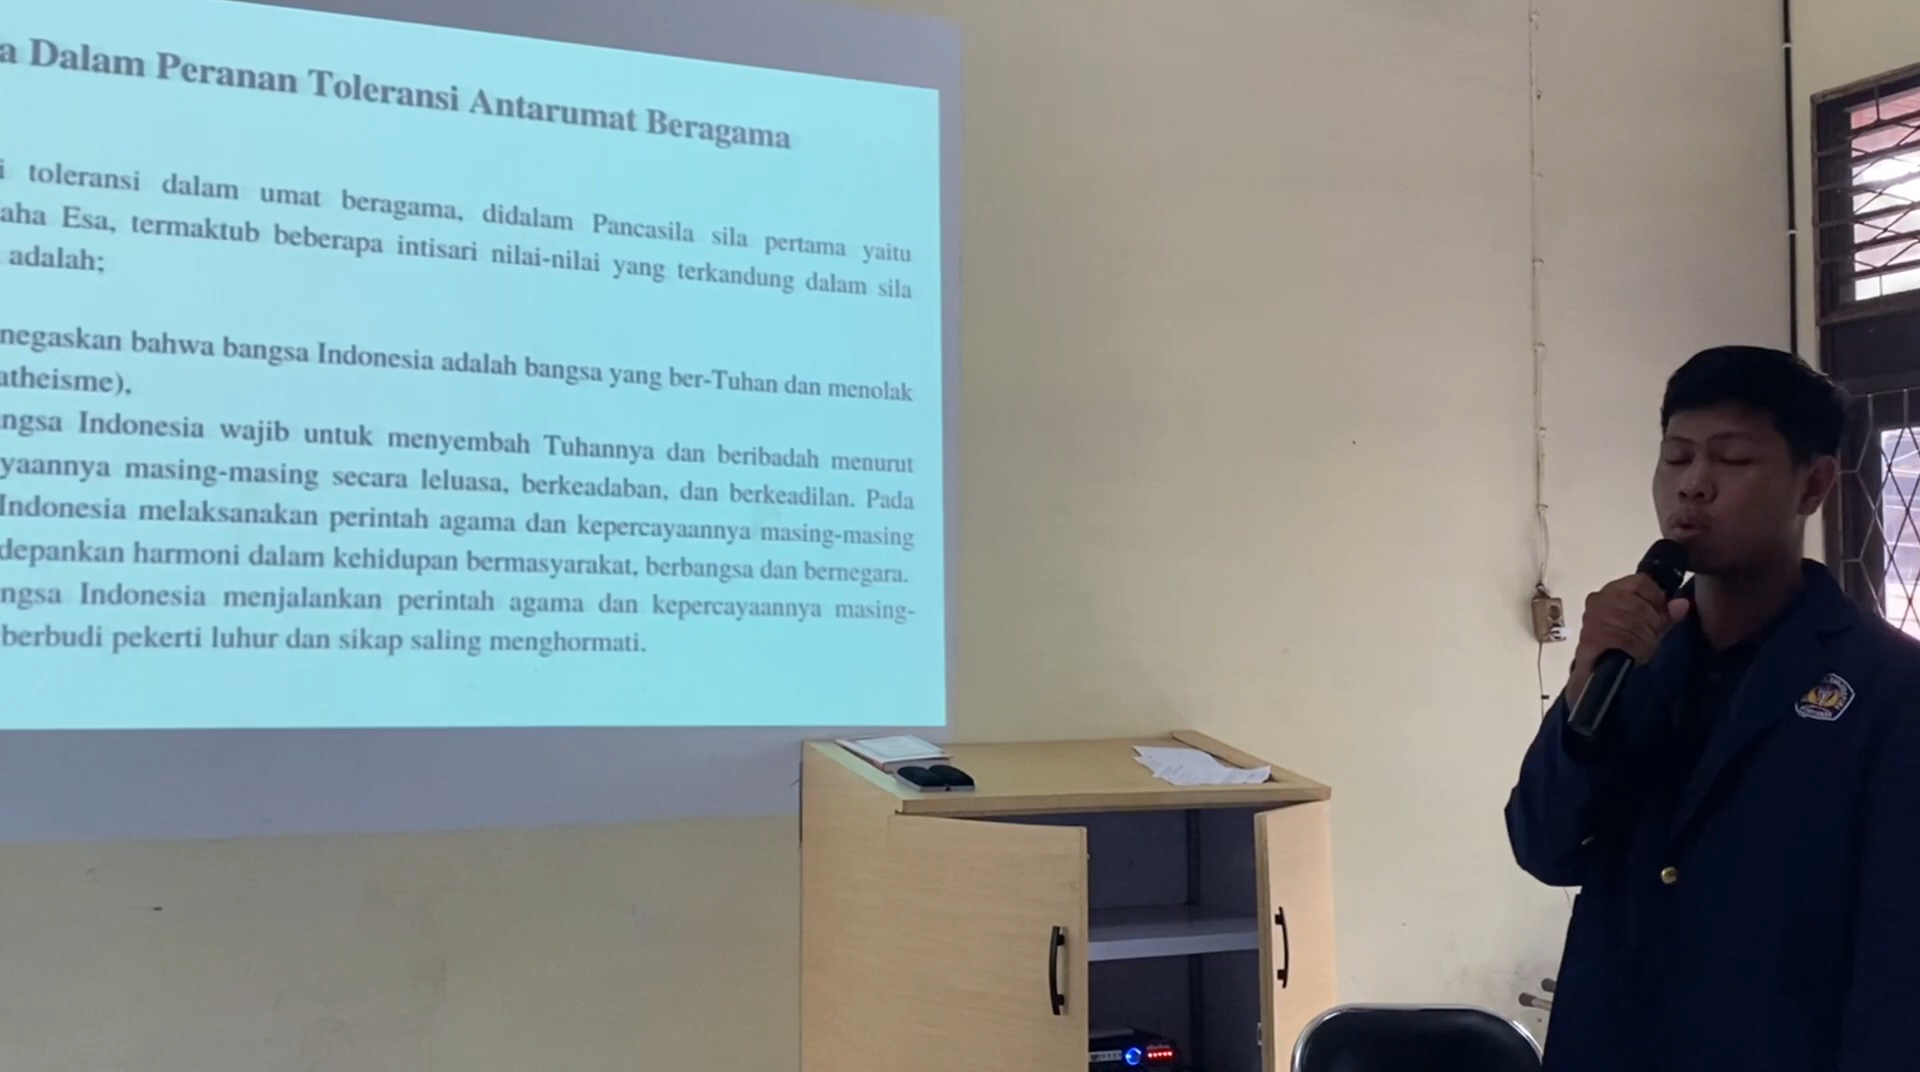 a Dalam Peranan Toleransi Antarumat Beragama
i toleransi dalam umat beragama, didalam Pancasila sila pertama yaitu
aha Esa, termaktub beberapa intisari nilai-nilai yang terkandung dalam sila
adalah;
negaskan bahwa bangsa Indonesia adalah bangsa yang ber-Tuhan dan menolak
atheisme),
ngsa Indonesia wajib untuk menyembah Tuhannya dan beribadah menurut
yaannya masing-masing secara leluasa, berkeadaban, dan berkeadilan. Pada
Indonesia melaksanakan perintah agama dan kepercayaannya masing-masing
depankan harmoni dalam kehidupan bermasyarakat, berbangsa dan bernegara.
ngsa Indonesia menjalankan perintah agama dan kepercayaannya masing-
berbudi pekerti luhur dan sikap saling menghormati.